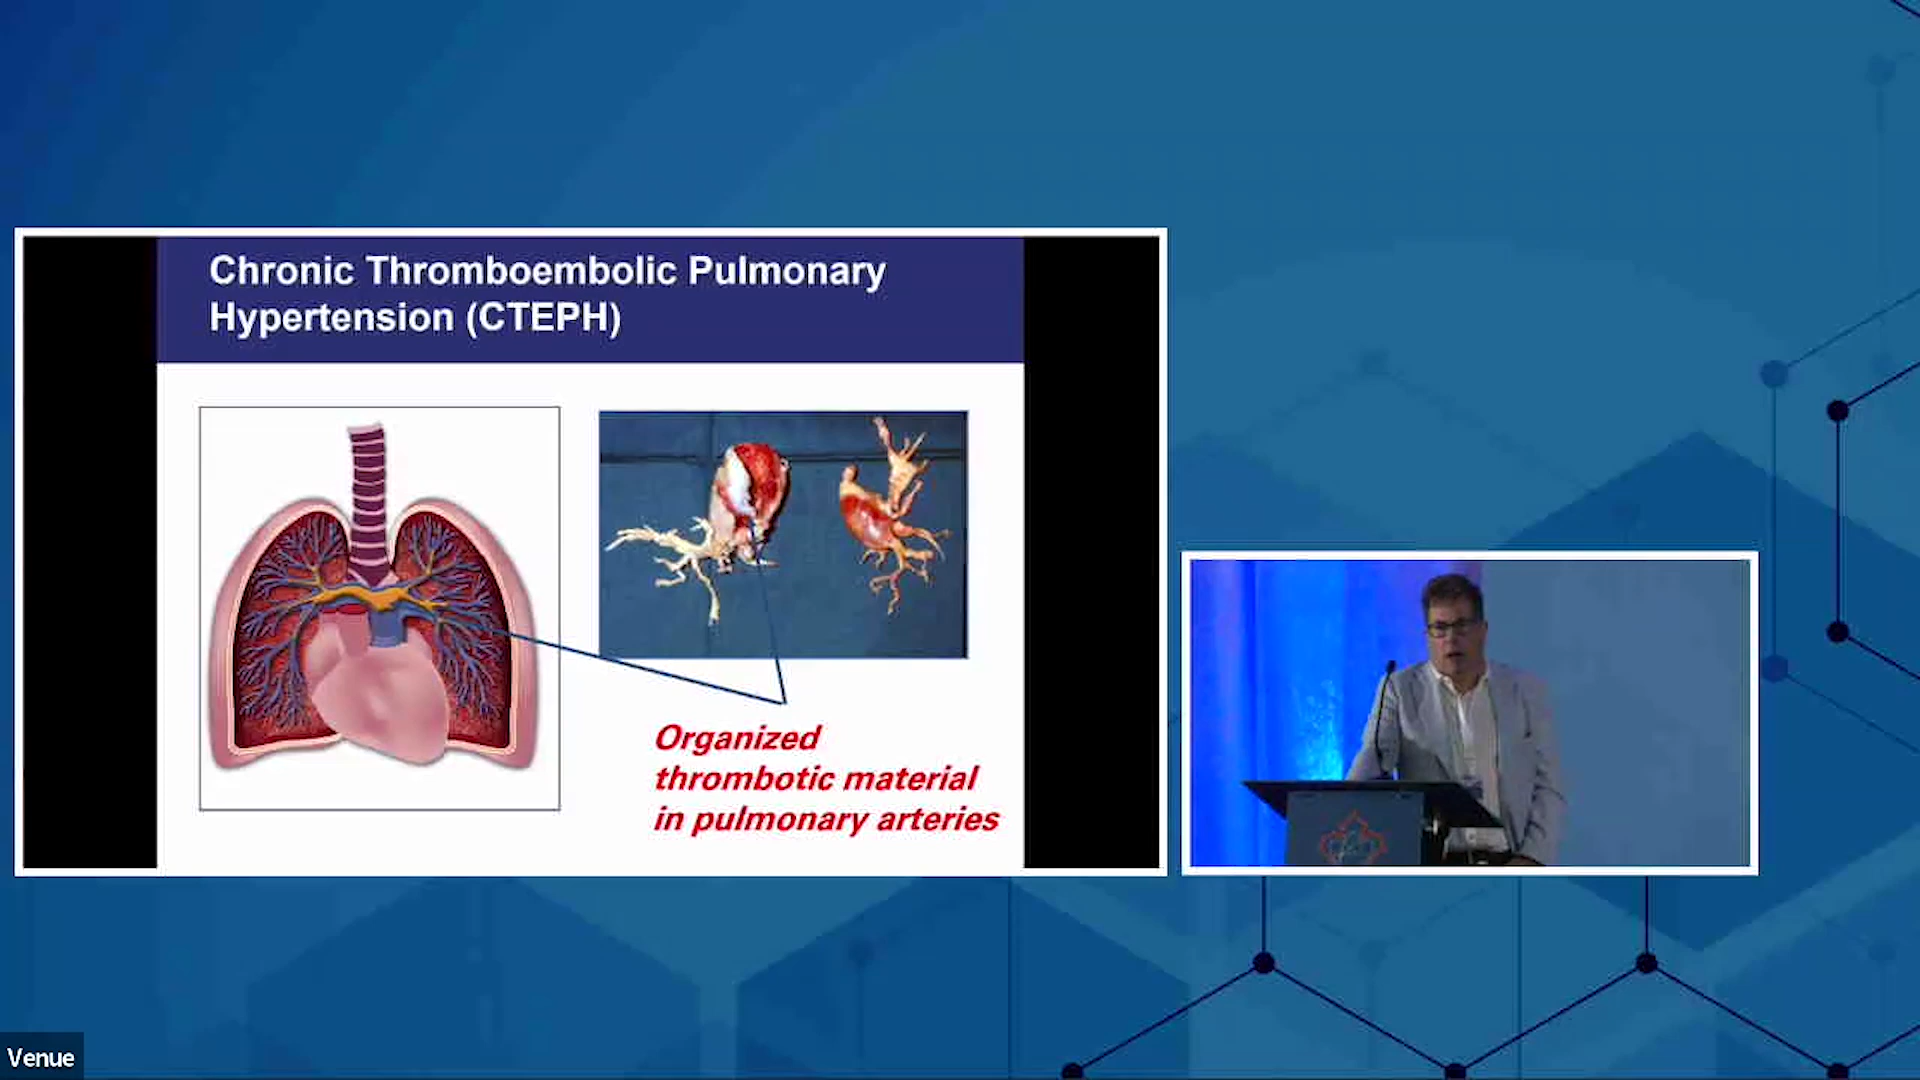 Chronic Thromboembolic Pulmonary
Hypertension (CTEPH)
Organized
thrombotic material
in pulmonary arteries
Venue